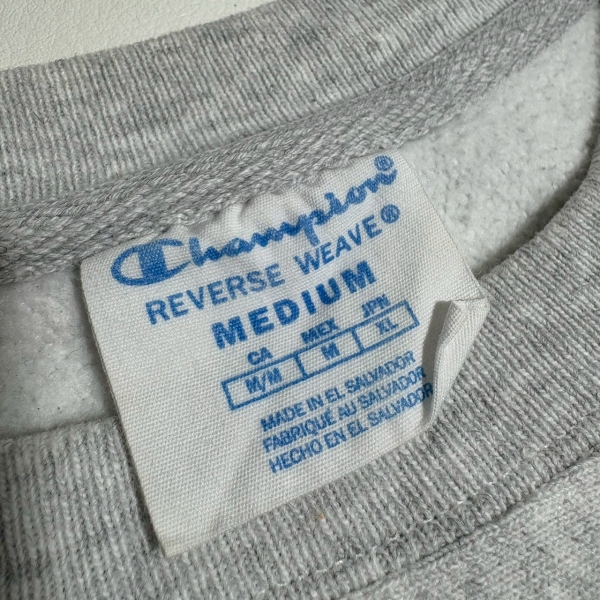 Champion®
REVERSE WEAVE®
MEDIUM
CA MEX JPN
M/M M XL
MADE IN EL SALVADOR
FABRIQUÉ AU SALVADOR
HECHO EN EL SALVADOR